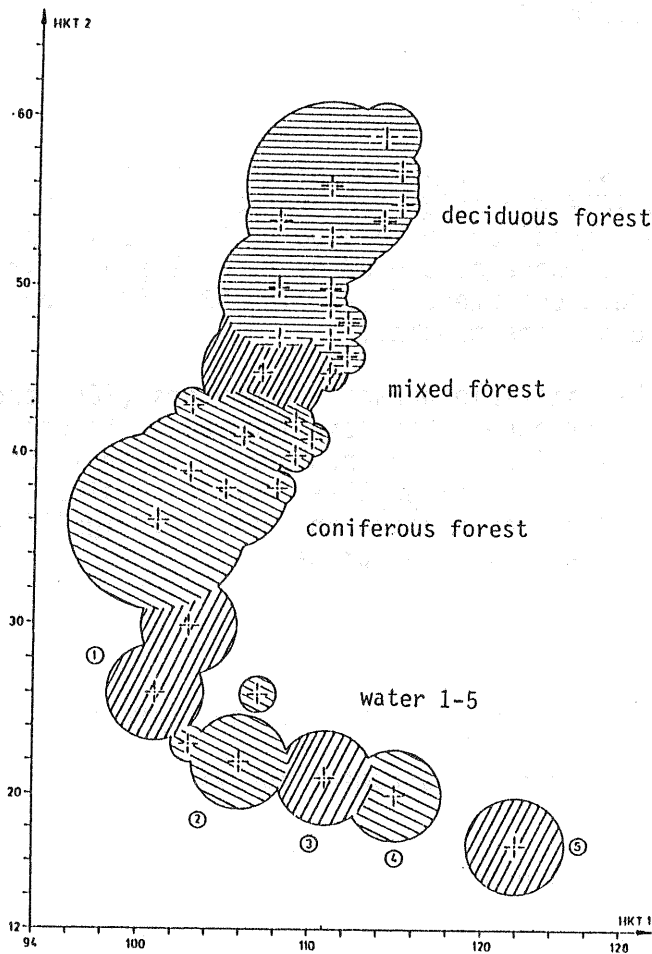 HKT 2
60
deciduous forest
50
mixed forest
40
coniferous forest
30
①
water 1-5
20
②
③
④
⑤
12
HKT 1
94
100
110
120
120